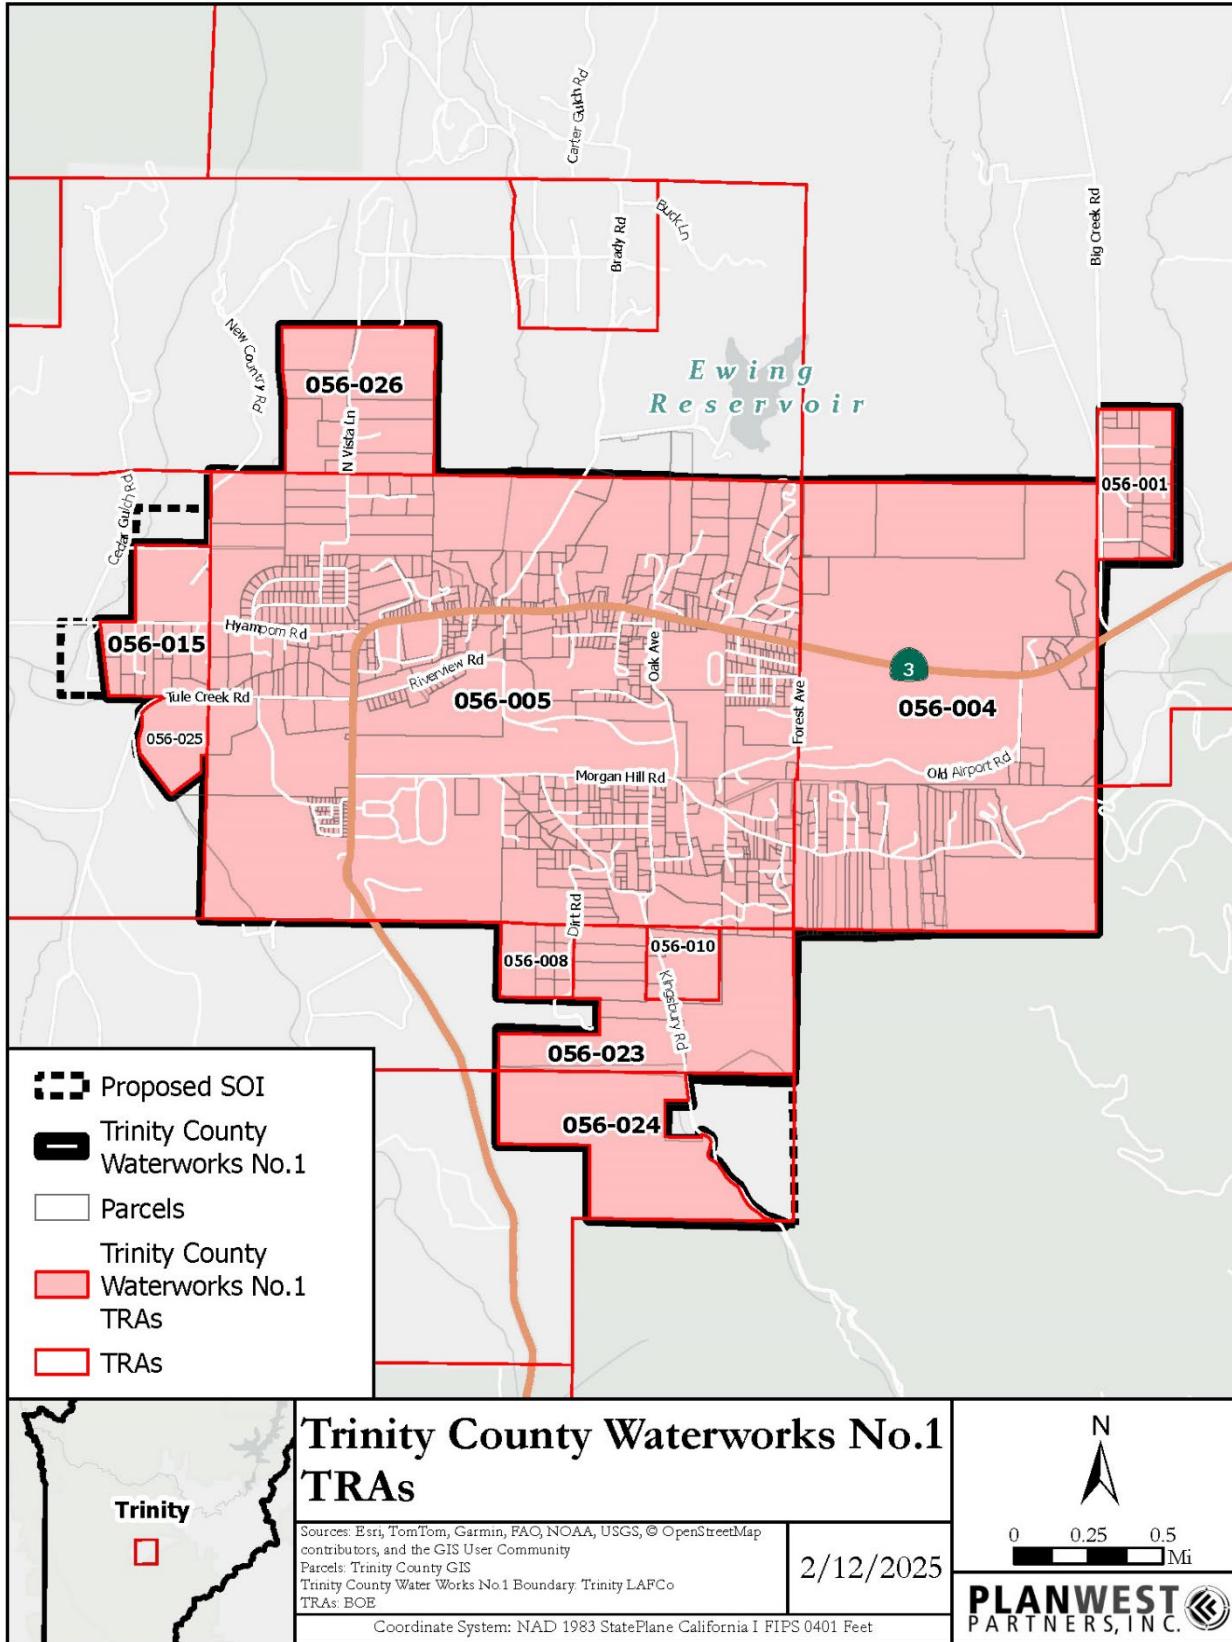 Carter Gulch Rd
Buck Ln
Brady Rd
Big Creek Rd
New Country Rd
Ewing
Reservoir
056-026
N Vista Ln
056-001
Cedar Gulch Rd
Hyampom Rd
056-015
Oak Ave
3
Riverview Rd
Tule Creek Rd
056-005
056-004
Forest Ave
056-025
Morgan Hill Rd
Old Airport Rd
Dirt Rd
056-010
056-008
Kingsbury Rd
056-023
056-024
Proposed SOI
Trinity County
Waterworks No.1
Parcels
Trinity County
Waterworks No.1
TRAs
TRAs
Trinity
Trinity County Waterworks No.1
TRAs
Sources: Esri, TomTom, Garmin, FAO, NOAA, USGS, © OpenStreetMap
contributors, and the GIS User Community
Parcels: Trinity County GIS
Trinity County Water Works No.1 Boundary: Trinity LAFCo
TRAs: BOE
2/12/2025
Coordinate System: NAD 1983 StatePlane California I FIPS 0401 Feet
N
0 0.25 0.5
Mi
PLANWEST
PARTNERS, INC.